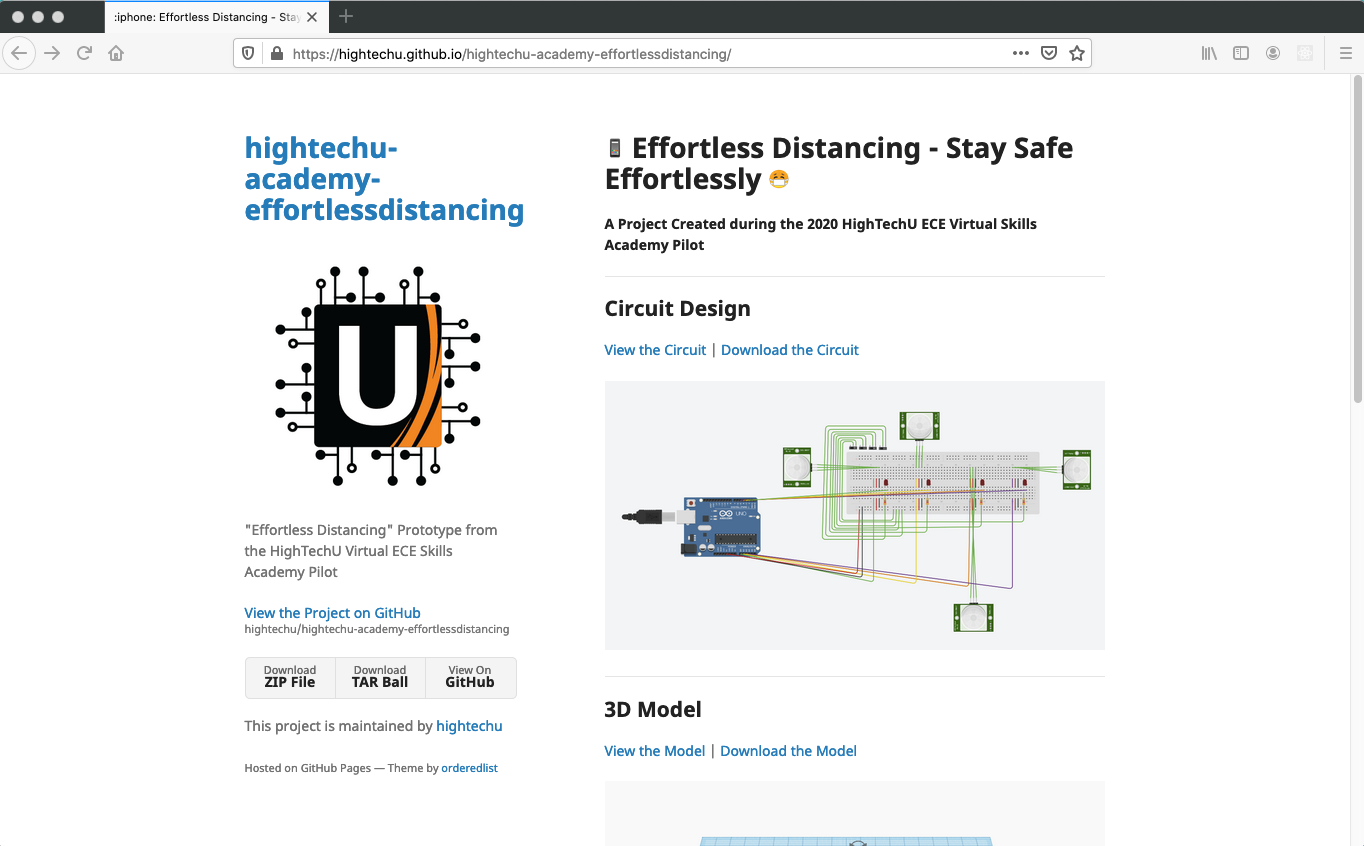 :iphone: Effortless Distancing - Stay
https://hightechu.github.io/hightechu-academy-effortlessdistancing/
hightechu-
academy-
effortlessdistancing
U
"Effortless Distancing" Prototype from
the HighTechU Virtual ECE Skills
Academy Pilot
View the Project on GitHub
hightechu/hightechu-academy-effortlessdistancing
Download
ZIP File
Download
TAR Ball
View On
GitHub
This project is maintained by hightechu
Hosted on GitHub Pages — Theme by orderedlist
📱 Effortless Distancing - Stay Safe
Effortlessly 😷
A Project Created during the 2020 HighTechU ECE Virtual Skills
Academy Pilot
Circuit Design
View the Circuit | Download the Circuit
UNO
3D Model
View the Model | Download the Model